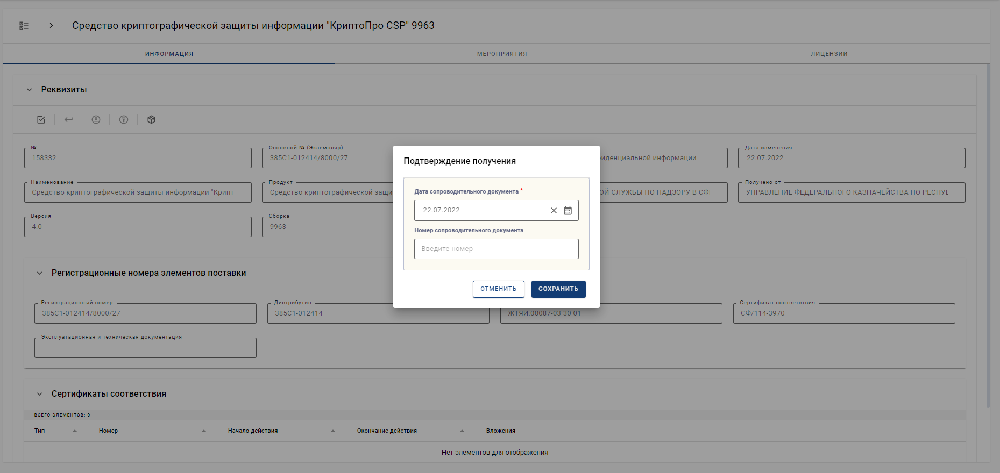 Средство криптографической защиты информации "КриптоПро CSP" 9963
ИНФОРМАЦИЯ
МЕРОПРИЯТИЯ
ЛИЦЕНЗИИ
Реквизиты
№
158332
Основной № (Экземпляр)
385С1-012414/8000/27
иденциальной информации
Дата изменения
22.07.2022
Наименование
Средство криптографической защиты информации "Крипт
Продукт
Средство криптографической защит
ОЙ СЛУЖБЫ ПО НАДЗОРУ В СФЕ
Получено от
УПРАВЛЕНИЕ ФЕДЕРАЛЬНОГО КАЗНАЧЕЙСТВА ПО РЕСПУБ
Версия
4.0
Сборка
9963
Подтверждение получения
Дата сопроводительного документа *
22.07.2022
Номер сопроводительного документа
Введите номер
ОТМЕНИТЬ
СОХРАНИТЬ
Регистрационные номера элементов поставки
Регистрационный номер
385С1-012414/8000/27
Дистрибутив
385С1-012414
ЖТЯИ.00087-03 30 01
Сертификат соответствия
СФ/114-3970
Эксплуатационная и техническая документация
-
Сертификаты соответствия
ВСЕГО ЭЛЕМЕНТОВ: 0
Тип
Номер
Начало действия
Окончание действия
Вложения
Нет элементов для отображения